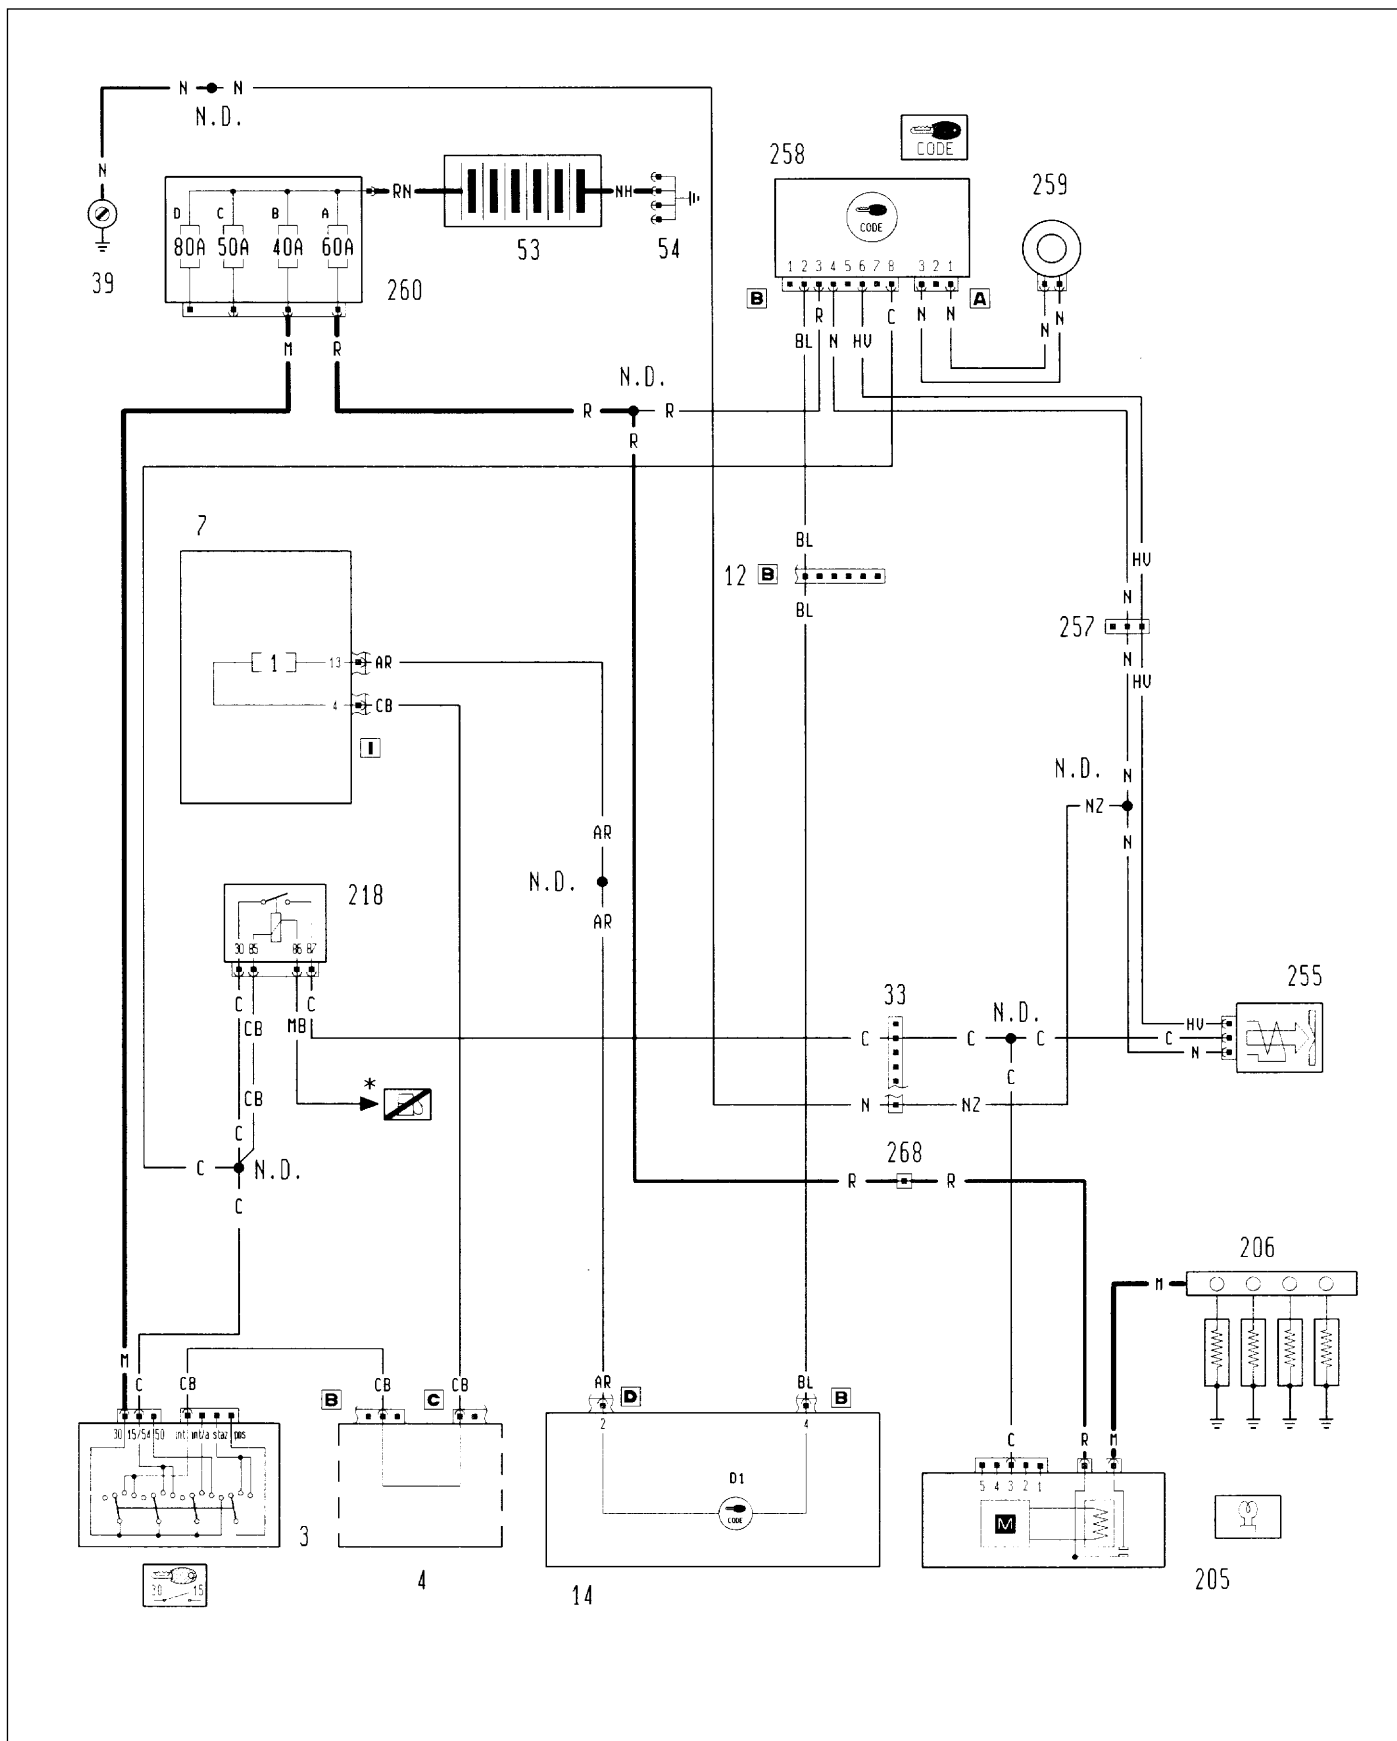 N N
N.D.
CODE
258
259
N
RN
NH
D C B A
CODE
80A 50A 40A 60A
53
54
39
260
1 2 3 4 5 6 7 8 3 2 1
B
A
R C N N
N N
M R
BL N HV
N.D.
R R
R
7
BL
HV
12 B
N
BL
257
1 13 AR
N
HV
4 CB
I
N.D. N
NZ
AR
N
N.D.
218
AR
30 85 86 87
255
33
C C
N.D.
CB MB
HV
C C C C
N
*
C
CB
N NZ
C
268
C N.D.
R R
C
206
M
M
C CB
B
CB
C
CB
AR
D
BL
B
30 15/54 50 int int/a staz pos
2 4
C R M
D1
5 4 3 2 1
CODE
M
3
4
14
205
30 15